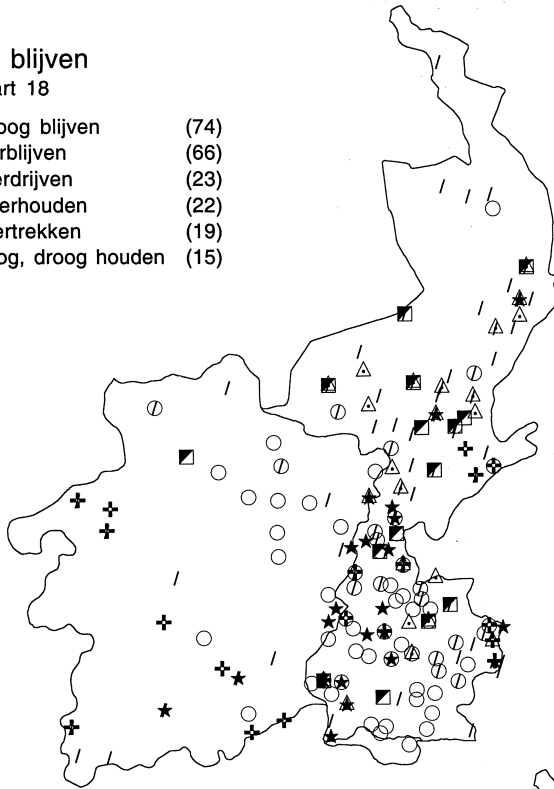 blijven
art 18
oog blijven (74)
rblijven (66)
erdrijven (23)
erhouden (22)
ertrekken (19)
og, droog houden (15)